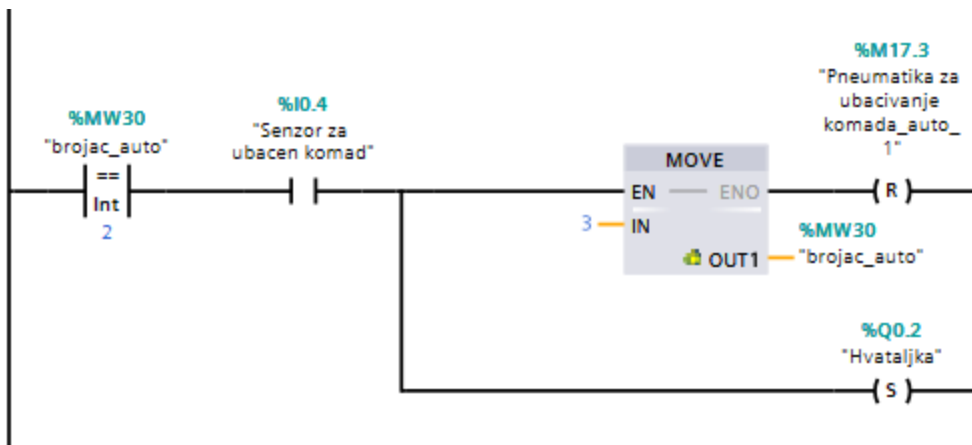 %M17.3
"Pneumatika za
ubacivanje
komada_auto_
1"
%MW30
"brojac_auto"
%I0.4
"Senzor za
ubacen komad"
==
Int
2
MOVE
EN ENO
3 IN
OUT1
%MW30
"brojac_auto"
R
%Q0.2
"Hvataljka"
S